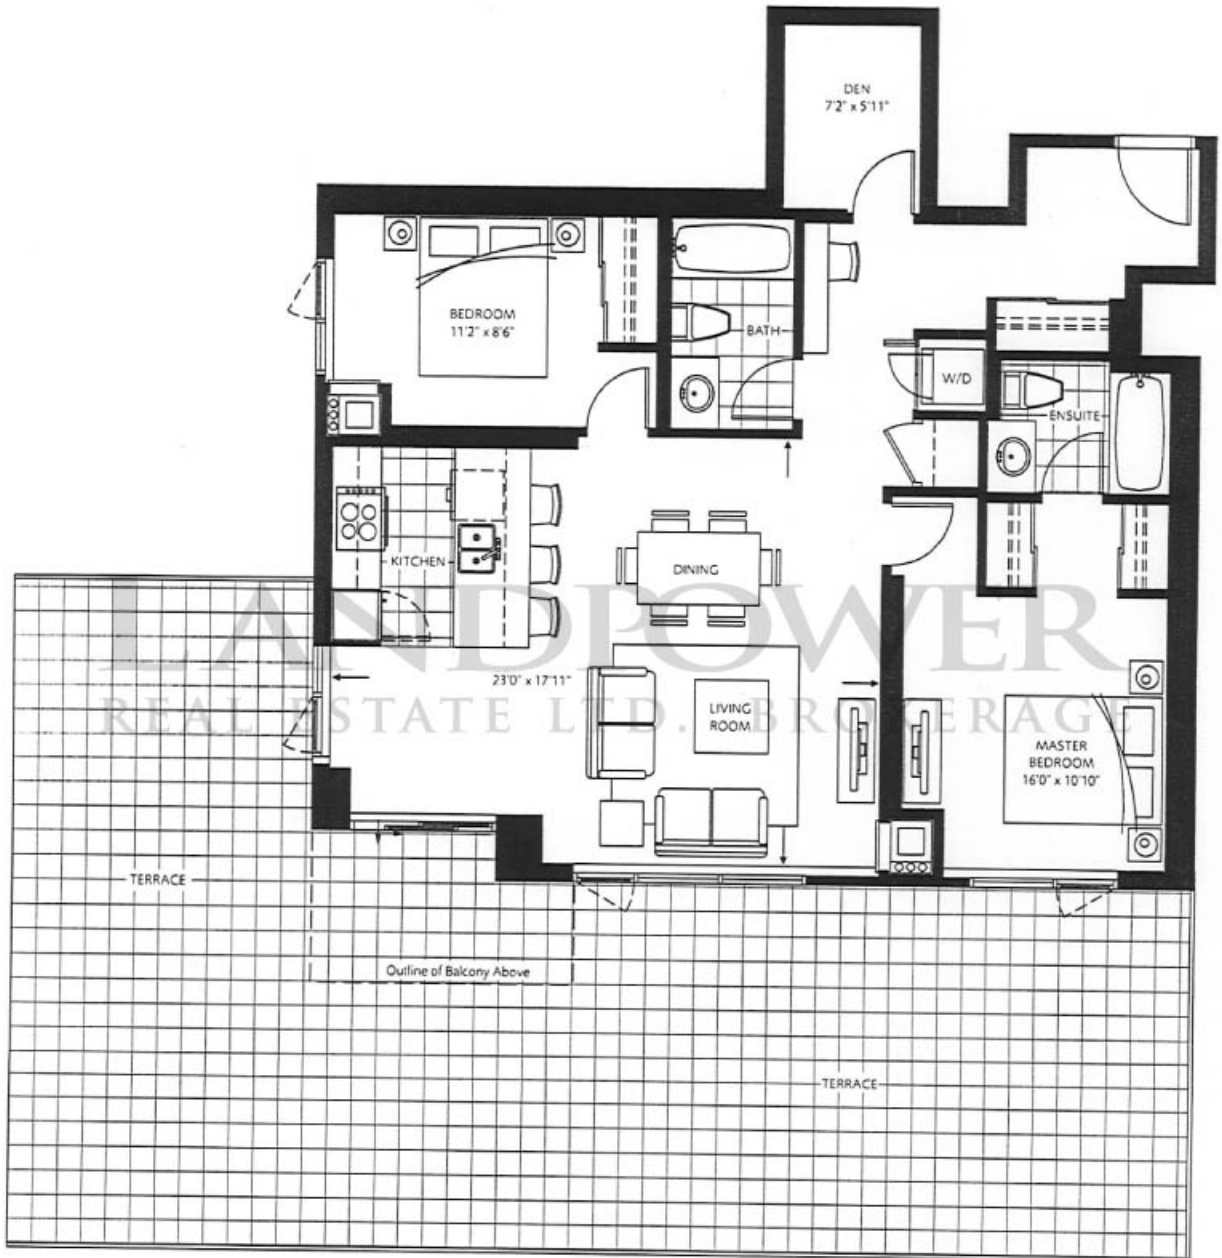 DEN
7'2" x 5'11"
BEDROOM
11'2" x 8'6"
BATH
W/D
ENSUITE
KITCHEN
DINING
LANDPOWER
23'0" x 17'11"
LIVING
ROOM
REAL ESTATE LTD. BROKERAGE
MASTER
BEDROOM
16'0" x 10'10"
TERRACE
Outline of Balcony Above
TERRACE